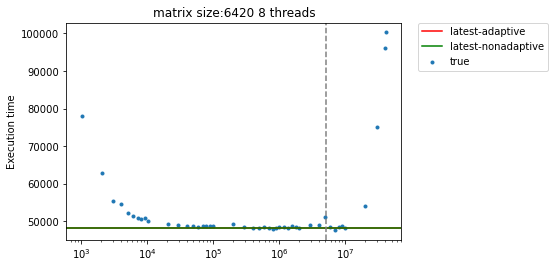 matrix size:6420 8 threads
latest-adaptive
latest-nonadaptive
true
Execution time
100000
90000
80000
70000
60000
50000
10³ 10⁴ 10⁵ 10⁶ 10⁷